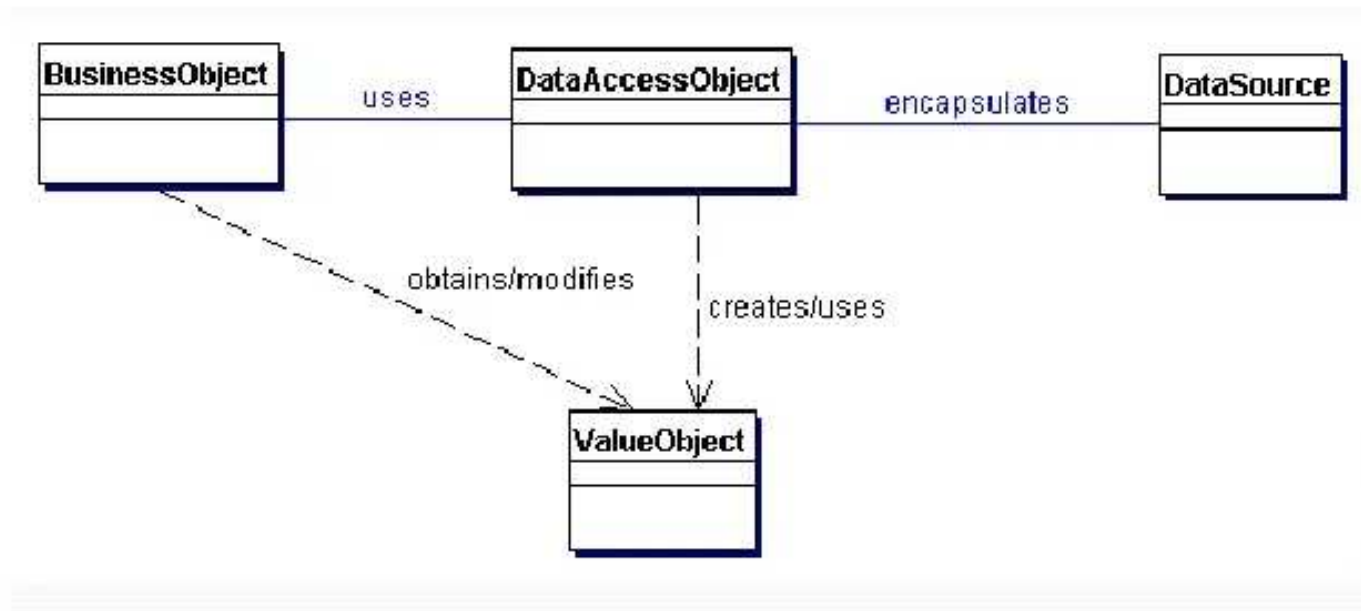 BusinessObject
uses
DataAccessObject
encapsulates
DataSource
obtains/modifies
creates/uses
ValueObject